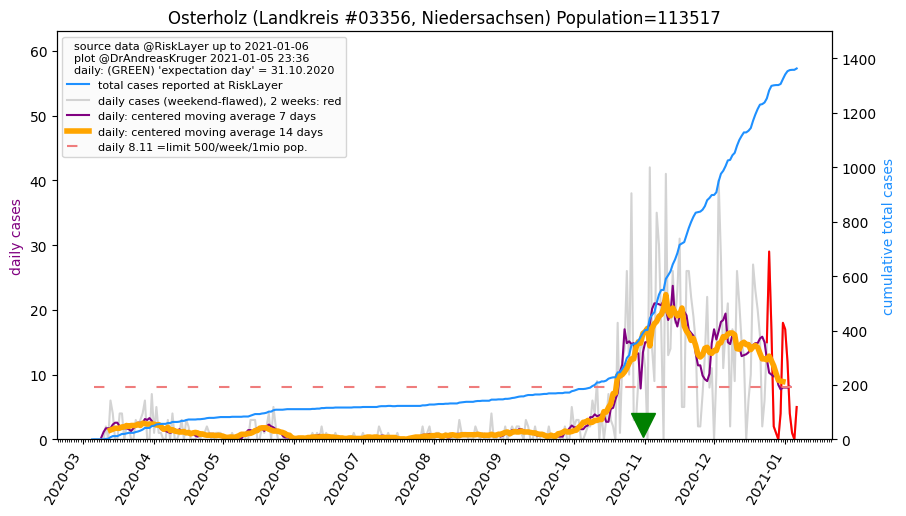 Osterholz (Landkreis #03356, Niedersachsen) Population=113517
source data @RiskLayer up to 2021-01-06
plot @DrAndreasKruger 2021-01-05 23:36
daily: (GREEN) 'expectation day' = 31.10.2020
total cases reported at RiskLayer
daily cases (weekend-flawed), 2 weeks: red
daily: centered moving average 7 days
daily: centered moving average 14 days
daily 8.11 =limit 500/week/1mio pop.
daily cases
60
50
40
30
20
10
0
cumulative total cases
1400
1200
1000
800
600
400
200
0
2020-03
2020-04
2020-05
2020-06
2020-07
2020-08
2020-09
2020-10
2020-11
2020-12
2021-01